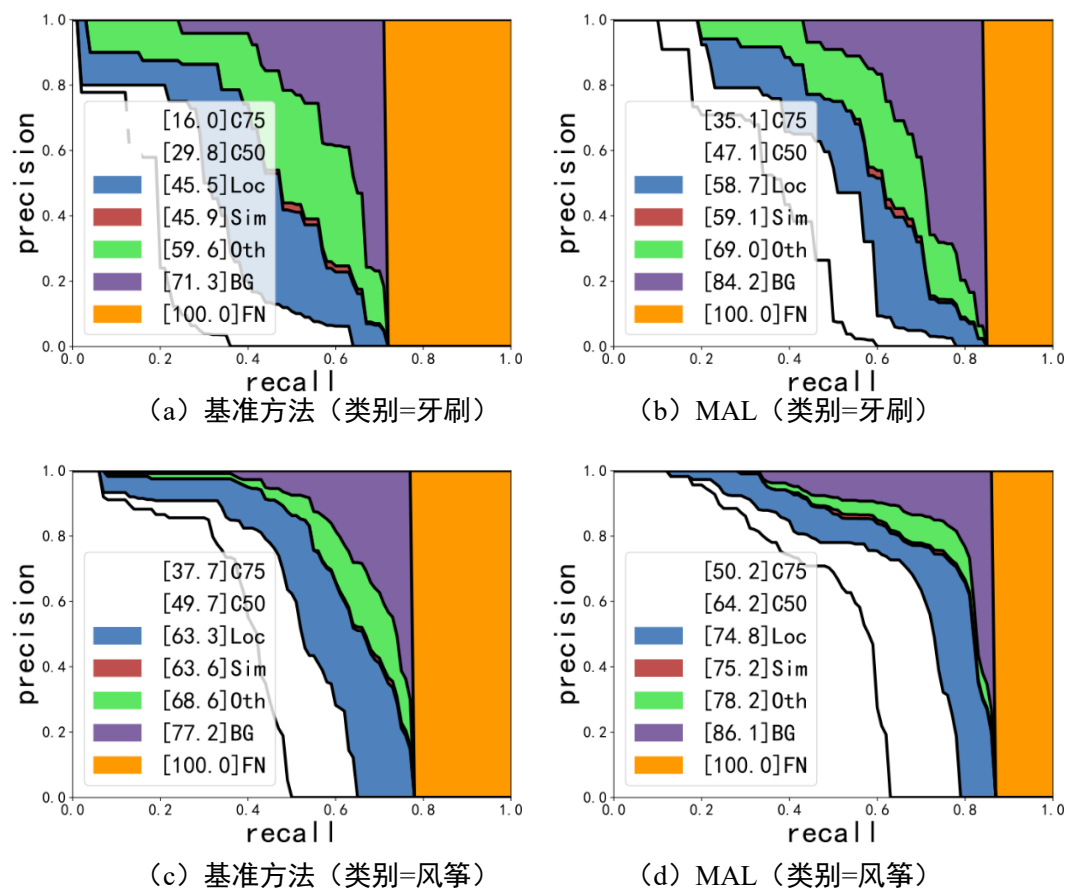 1.0
0.8
0.6
0.4
0.2
0.0
precision
[16.0]C75
[29.8]C50
[45.5]Loc
[45.9]Sim
[59.6]Oth
[71.3]BG
[100.0]FN
0.0 0.2 0.4 0.6 0.8 1.0
recall
(a)基准方法(类别=牙刷)
1.0
0.8
0.6
0.4
0.2
0.0
precision
[35.1]C75
[47.1]C50
[58.7]Loc
[59.1]Sim
[69.0]Oth
[84.2]BG
[100.0]FN
0.0 0.2 0.4 0.6 0.8 1.0
recall
(b)MAL(类别=牙刷)
1.0
0.8
0.6
0.4
0.2
0.0
precision
[37.7]C75
[49.7]C50
[63.3]Loc
[63.6]Sim
[68.6]Oth
[77.2]BG
[100.0]FN
0.0 0.2 0.4 0.6 0.8 1.0
recall
(c)基准方法(类别=风筝)
1.0
0.8
0.6
0.4
0.2
0.0
precision
[50.2]C75
[64.2]C50
[74.8]Loc
[75.2]Sim
[78.2]Oth
[86.1]BG
[100.0]FN
0.0 0.2 0.4 0.6 0.8 1.0
recall
(d)MAL(类别=风筝)